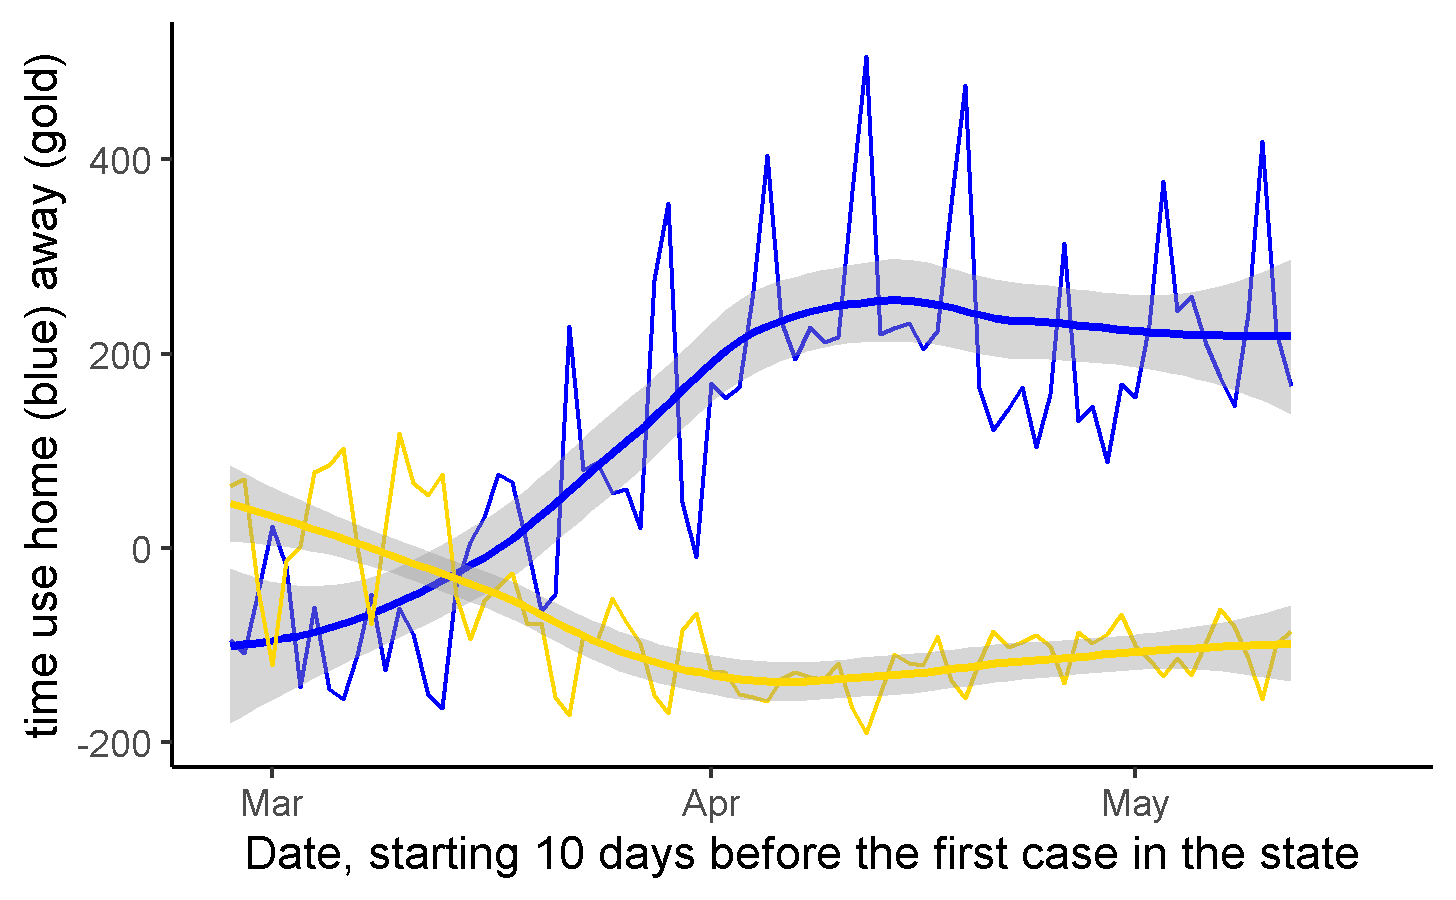 time use home (blue) away (gold)
400
200
0
-200
Mar
Apr
May
Date, starting 10 days before the first case in the state